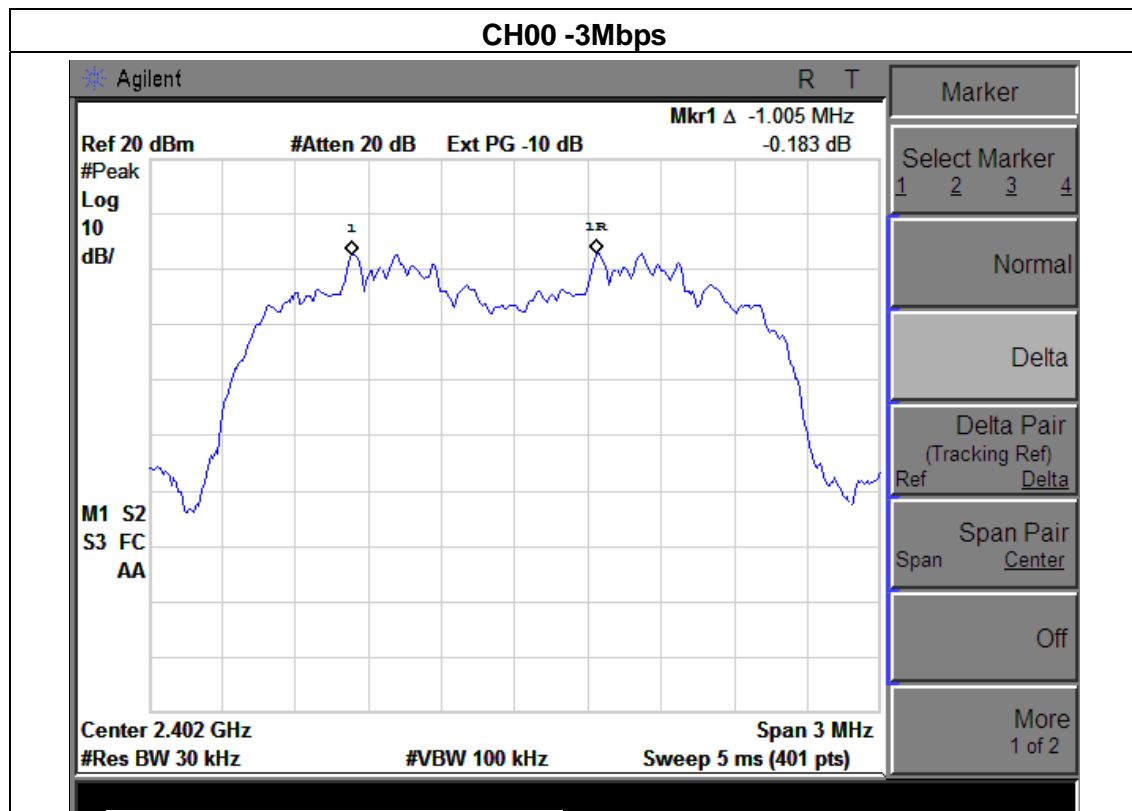 CH00 -3Mbps
Agilent R T
Mkr1 Δ -1.005 MHz
Ref 20 dBm #Atten 20 dB Ext PG -10 dB -0.183 dB
#Peak
Log
10
dB/
1
1R
M1 S2
S3 FC
AA
Center 2.402 GHz Span 3 MHz
#Res BW 30 kHz #VBW 100 kHz Sweep 5 ms (401 pts)
Marker
Select Marker
1 2 3 4
Normal
Delta
Delta Pair
(Tracking Ref)
Ref Delta
Span Pair
Span Center
Off
More
1 of 2